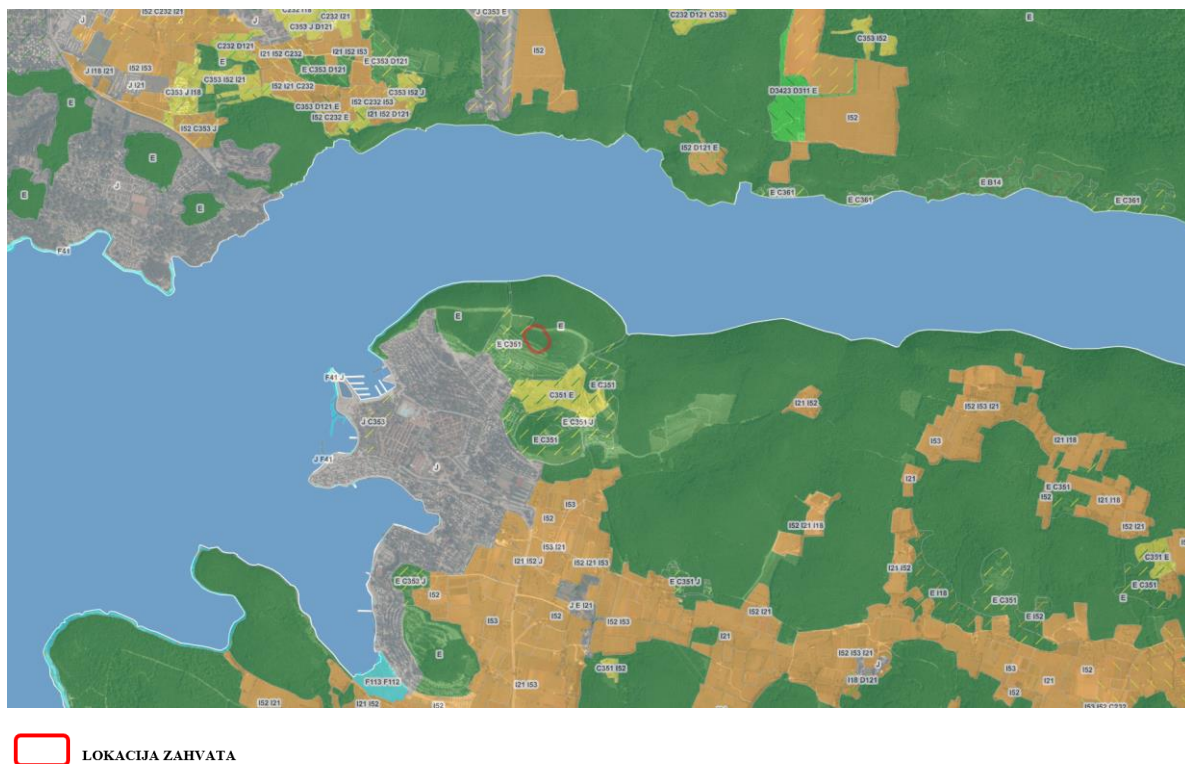 I52 C232 I21
C232 I18
C232 I21
C232 D121 C353
J C353 E
E
J
C353 J D121
C232 D121
I21 I52 C232
I21 I52 I53
I52
C353 I52
E
E C353 D121
J I18 I21
I52 I53
E C353 D121
J I21
C353 I52 I21
C353 J I18
I52 I21 C232
C353 I52 J
D3423 D311 E
E
I52 C232 I53
C353 D121 E
I52 C232 E
I21 I52 D121
I52
I52 C353 J
I52 D121 E
E
J
E
E
E B14
E C361
E C361
E C361
F41
E
E
E C351
F41 J
E C351
C351 E
I21 I52
I52 I53 I21
J C353
E C351 J
E C351
I53
I21 I18
J F41
J
I21
E C351
I52
I21 I18
I53
I52
I52 I21 I18
I52 I21
I53 I21
I21 I52 J
I52 I21 I53
C351 E
I21 I52
E C353 J
E C351 J
E C351
I52
E I18
E C351
E
J E I21
I52 I21
I53
I52
I52 I53
E I52
I21
E
I52 I53 I21
J
C351 I52
I53
I52
F113 F112
I21 I53
I18 D121
I21
I52
I52 I21
I21 I52
I52
I53 I52 C232
LOKACIJA ZAHVATA